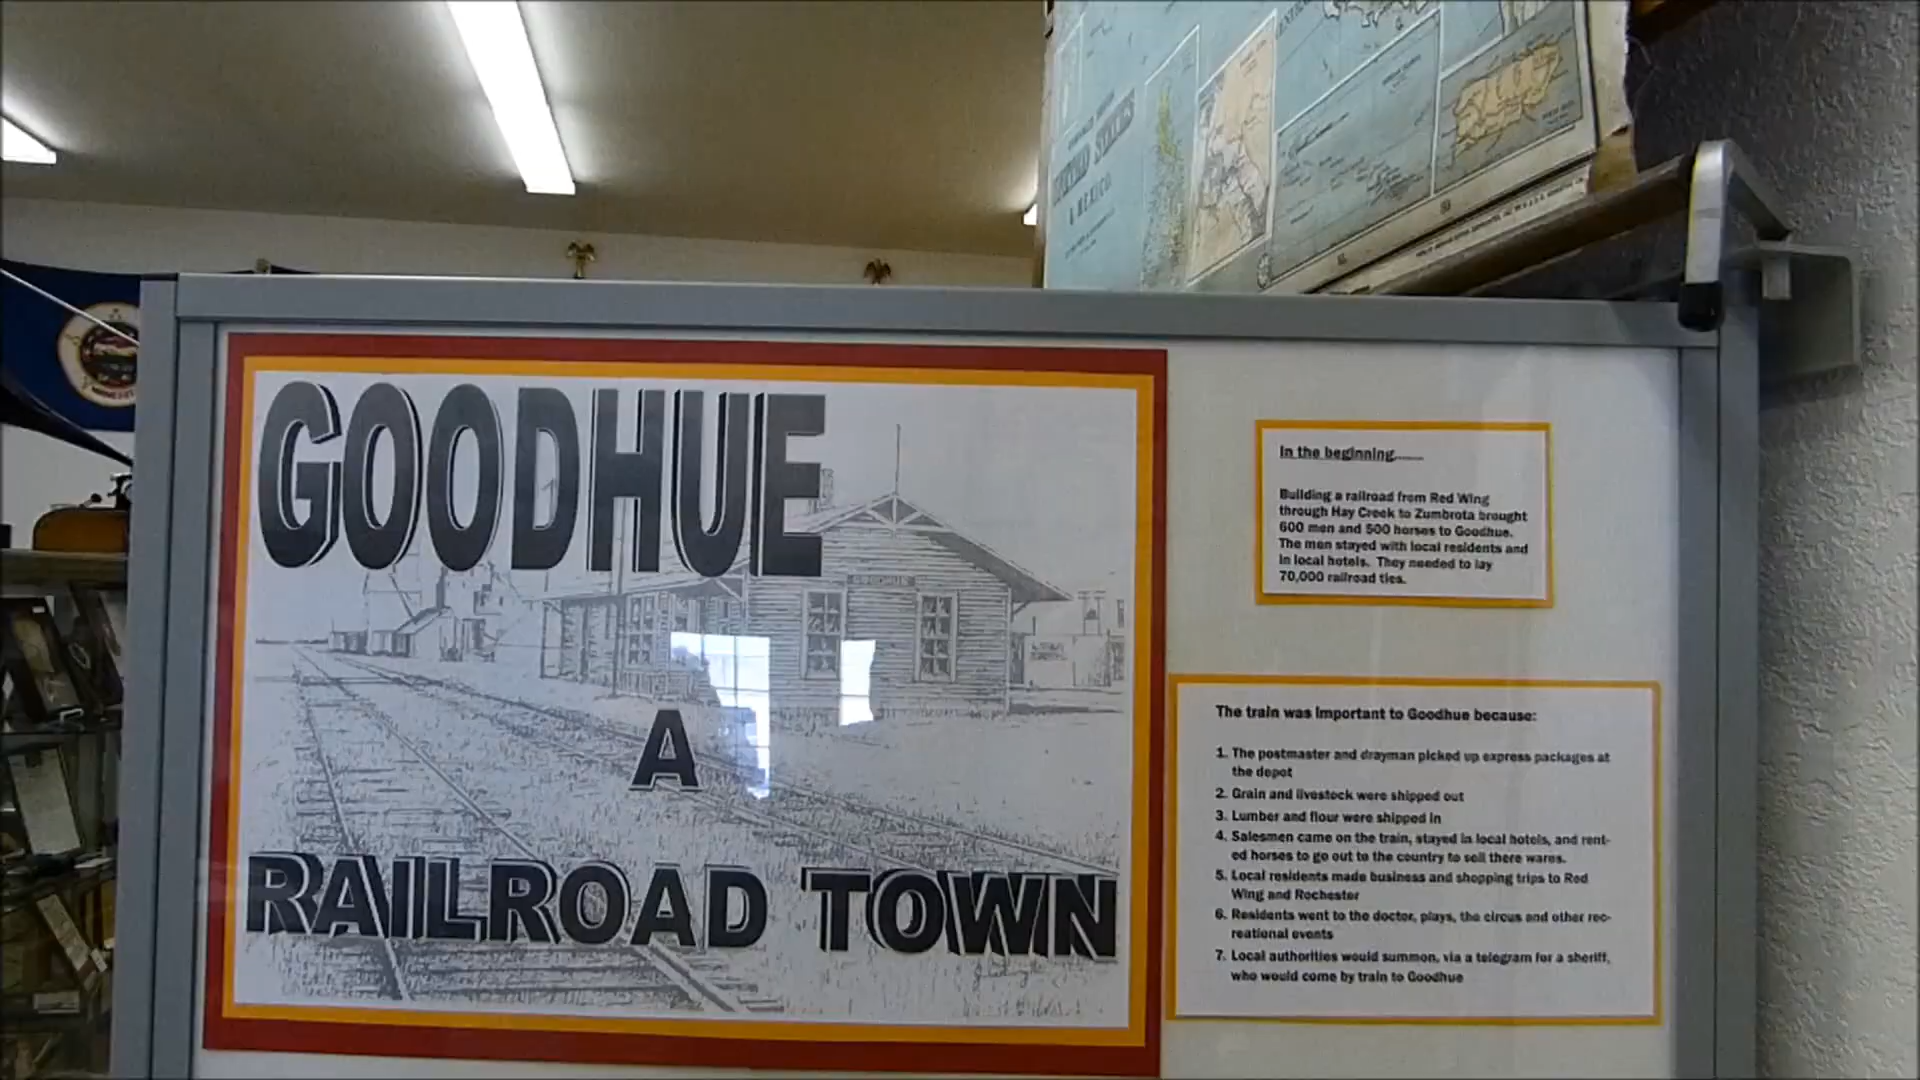 UNITED STATES
& MEXICO
GOODHUE
GOODHUE
A
RAILROAD TOWN
In the beginning.......
Building a railroad from Red Wing
through Hay Creek to Zumbrota brought
600 men and 500 horses to Goodhue.
The men stayed with local residents and
in local hotels. They needed to lay
70,000 railroad ties.
The train was important to Goodhue because:
1. The postmaster and drayman picked up express packages at
the depot
2. Grain and livestock were shipped out
3. Lumber and flour were shipped in
4. Salesmen came on the train, stayed in local hotels, and rent-
ed horses to go out to the country to sell there wares.
5. Local residents made business and shopping trips to Red
Wing and Rochester
6. Residents went to the doctor, plays, the circus and other rec-
reational events
7. Local authorities would summon, via a telegram for a sheriff,
who would come by train to Goodhue